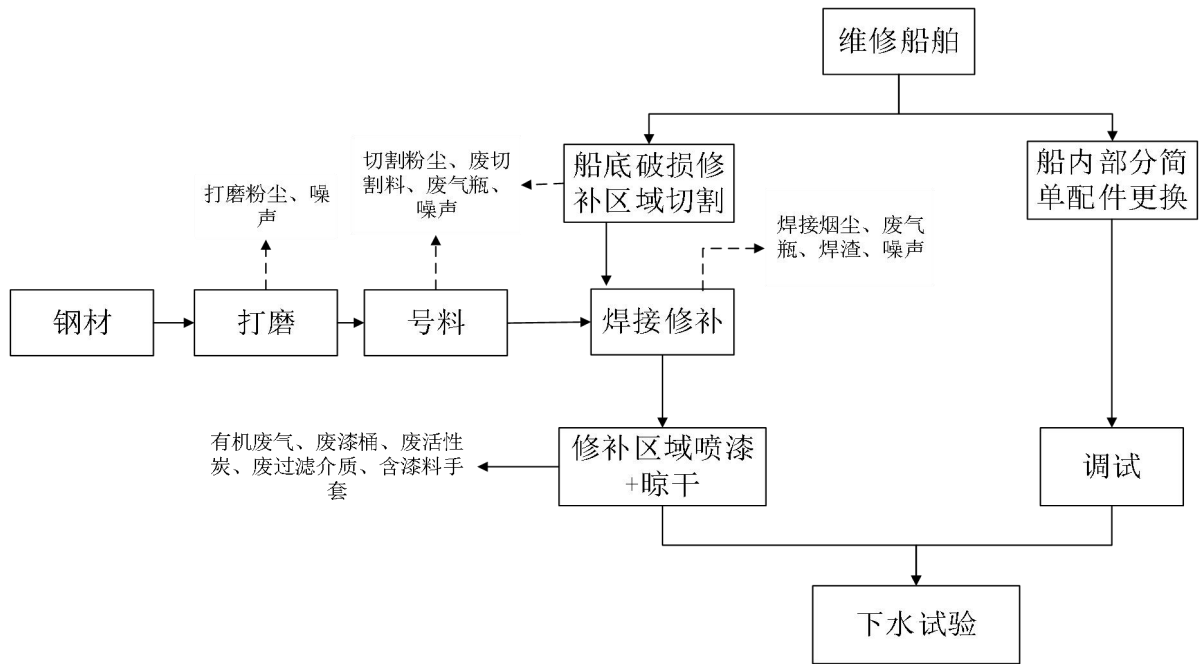 维修船舶
切割粉尘、废切
割料、废气瓶、
噪声
船底破损修
补区域切割
船内部分简
单配件更换
打磨粉尘、噪
声
焊接烟尘、废气
瓶、焊渣、噪声
钢材
打磨
号料
焊接修补
有机废气、废漆桶、废活性
炭、废过滤介质、含漆料手
套
修补区域喷漆
+晾干
调试
下水试验